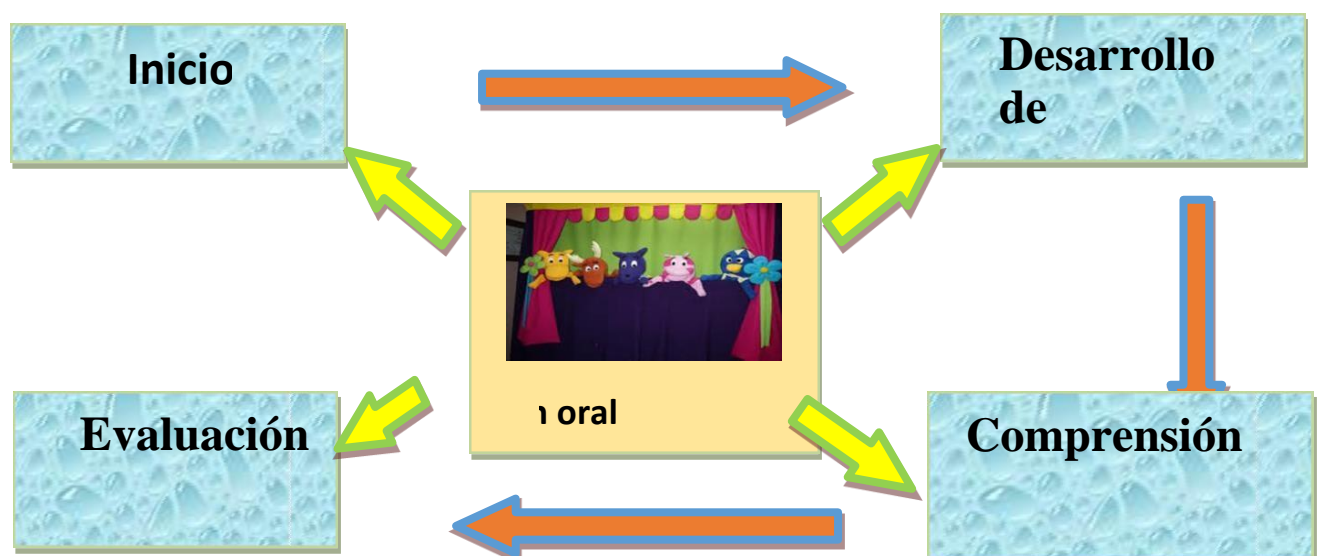 Inicio
Desarrollo
de
oral
Evaluación
Comprensión